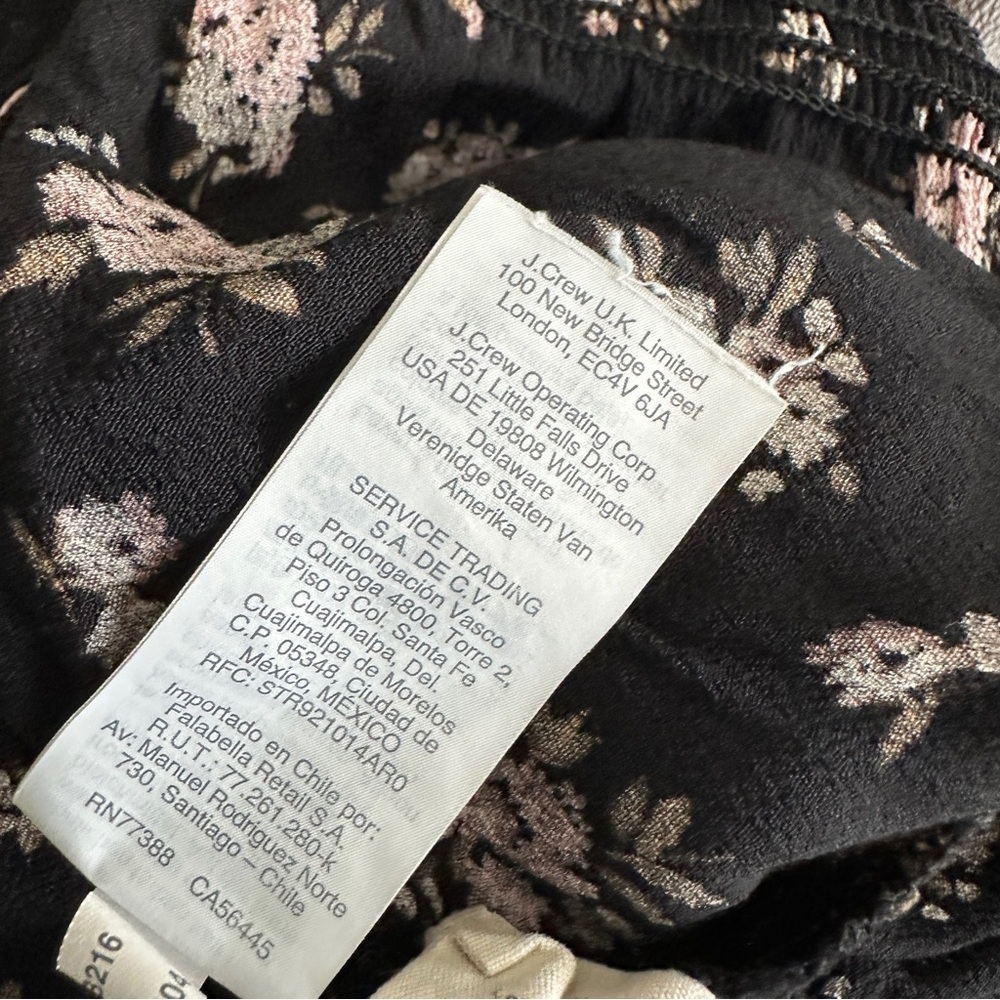 J.Crew U.K. Limited
100 New Bridge Street
London, EC4V 6JA
J.Crew Operating Corp
251 Little Falls Drive
USA DE 19808 Wilmington
Delaware
Verenidge Staten Van
Amerika
SERVICE TRADING
S.A. DE C.V.
Prolongación Vasco
de Quiroga 4800, Torre 2,
Piso 3 Col. Santa Fe
Cuajimalpa, Del.
Cuajimalpa de Morelos
C.P. 05348, Ciudad de
México, MÉXICO
RFC: STR921014AR0
Importado en Chile por:
Falabella Retail S.A.
R.U.T.: 77.261.280-k
Av: Manuel Rodriguez Norte
730, Santiago – Chile
RN77388 CA56445
3216